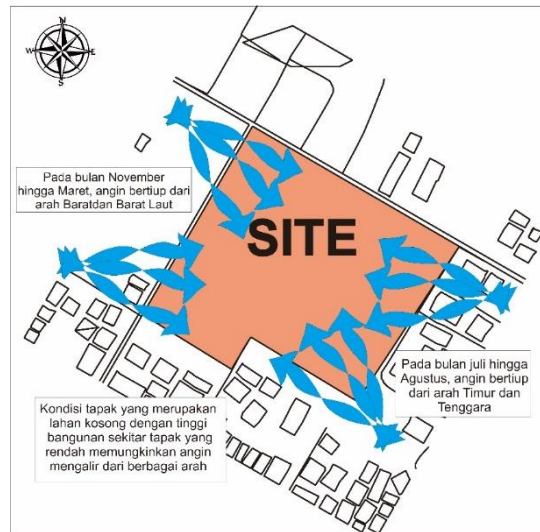 N
W E
S
Pada bulan November
hingga Maret, angin bertiup dari
arah Baratdan Barat Laut
SITE
Pada bulan juli hingga
Agustus, angin bertiup
dari arah Timur dan
Tenggara
Kondisi tapak yang merupakan
lahan kosong dengan tinggi
bangunan sekitar tapak yang
rendah memungkinkan angin
mengalir dari berbagai arah